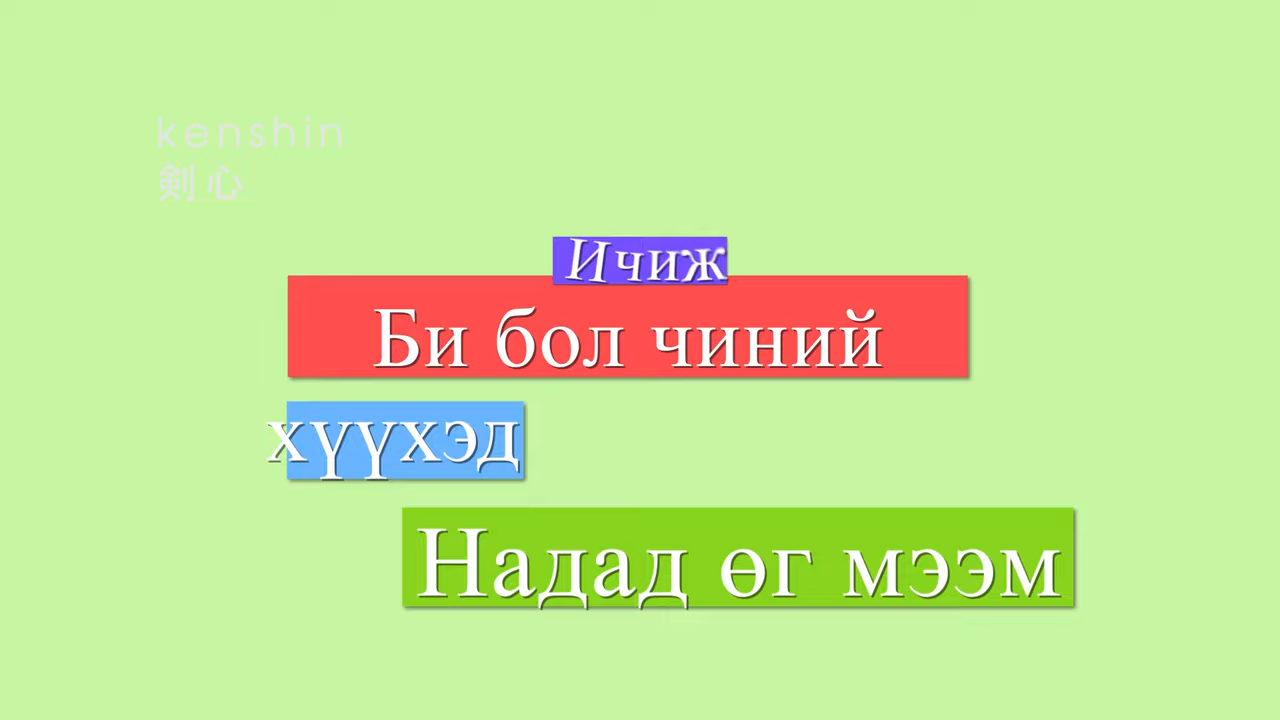 kenshin
剣心
Ичиж
Би бол чиний
хүүхэд
Надад өг мээм